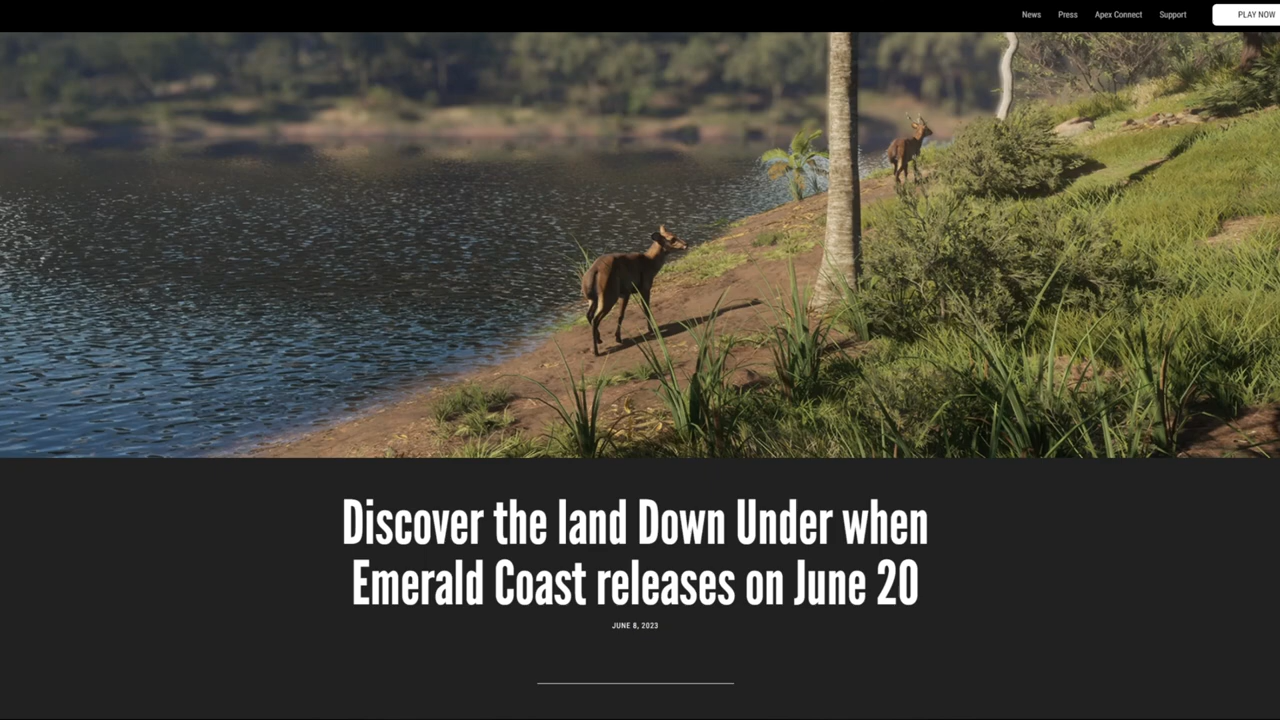 News Press Apex Connect Support PLAY NOW
Discover the land Down Under when
Emerald Coast releases on June 20
JUNE 8, 2023